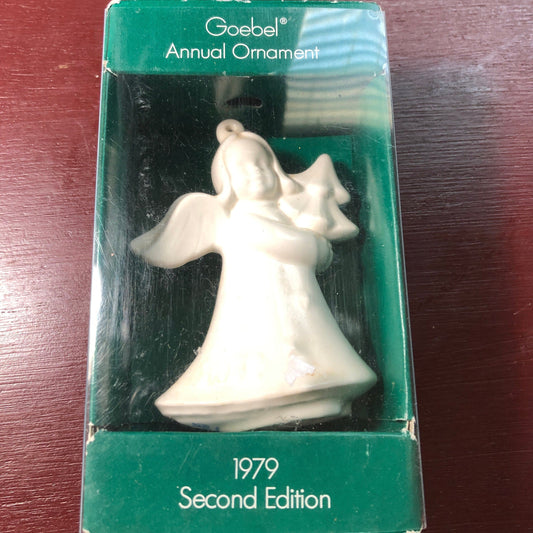 Goebel®
Annual Ornament
1979
Second Edition